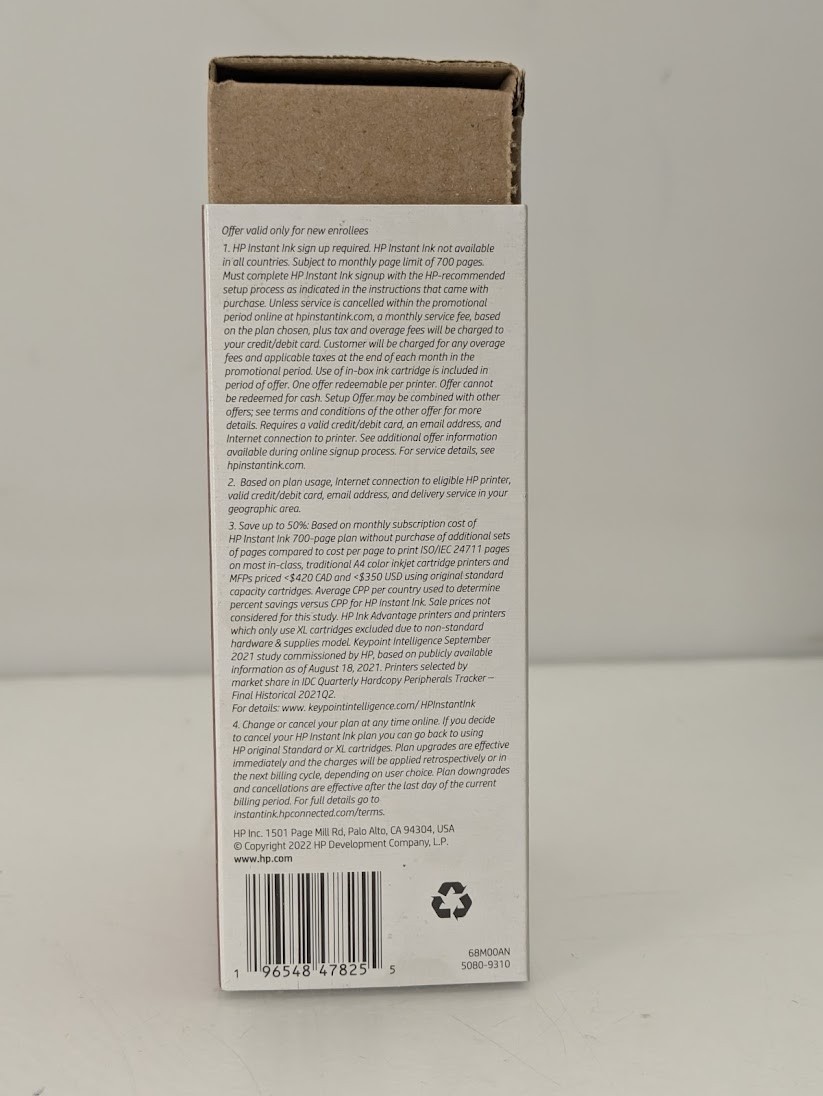 Offer valid only for new enrollees
1. HP Instant Ink sign up required. HP Instant Ink not available
in all countries. Subject to monthly page limit of 700 pages.
Must complete HP Instant Ink signup with the HP-recommended
setup process as indicated in the instructions that came with
purchase. Unless service is cancelled within the promotional
period online at hpinstantink.com, a monthly service fee, based
on the plan chosen, plus tax and overage fees will be charged to
your credit/debit card. Customer will be charged for any overage
fees and applicable taxes at the end of each month in the
promotional period. Use of in-box ink cartridge is included in
period of offer. One offer redeemable per printer. Offer cannot
be redeemed for cash. Setup Offer may be combined with other
offers; see terms and conditions of the other offer for more
details. Requires a valid credit/debit card, an email address, and
Internet connection to printer. See additional offer information
available during online signup process. For service details, see
hpinstantink.com.
2. Based on plan usage, Internet connection to eligible HP printer,
valid credit/debit card, email address, and delivery service in your
geographic area.
3. Save up to 50%: Based on monthly subscription cost of
HP Instant Ink 700-page plan without purchase of additional sets
of pages compared to cost per page to print ISO/IEC 24711 pages
on most in-class, traditional A4 color inkjet cartridge printers and
MFPs priced <$420 CAD and <$350 USD using original standard
capacity cartridges. Average CPP per country used to determine
percent savings versus CPP for HP Instant Ink. Sale prices not
considered for this study. HP Ink Advantage printers and printers
which only use XL cartridges excluded due to non-standard
hardware & supplies model. Keypoint Intelligence September
2021 study commissioned by HP, based on publicly available
information as of August 18, 2021. Printers selected by
market share in IDC Quarterly Hardcopy Peripherals Tracker –
Final Historical 2021Q2.
For details: www. keypointintelligence.com/ HPInstantInk
4. Change or cancel your plan at any time online. If you decide
to cancel your HP Instant Ink plan you can go back to using
HP original Standard or XL cartridges. Plan upgrades are effective
immediately and the charges will be applied retrospectively or in
the next billing cycle, depending on user choice. Plan downgrades
and cancellations are effective after the last day of the current
billing period. For full details go to
instantink.hpconnected.com/terms.
HP Inc. 1501 Page Mill Rd, Palo Alto, CA 94304, USA
© Copyright 2022 HP Development Company, L.P.
www.hp.com
1 96548 47825 5
68M00AN
5080-9310